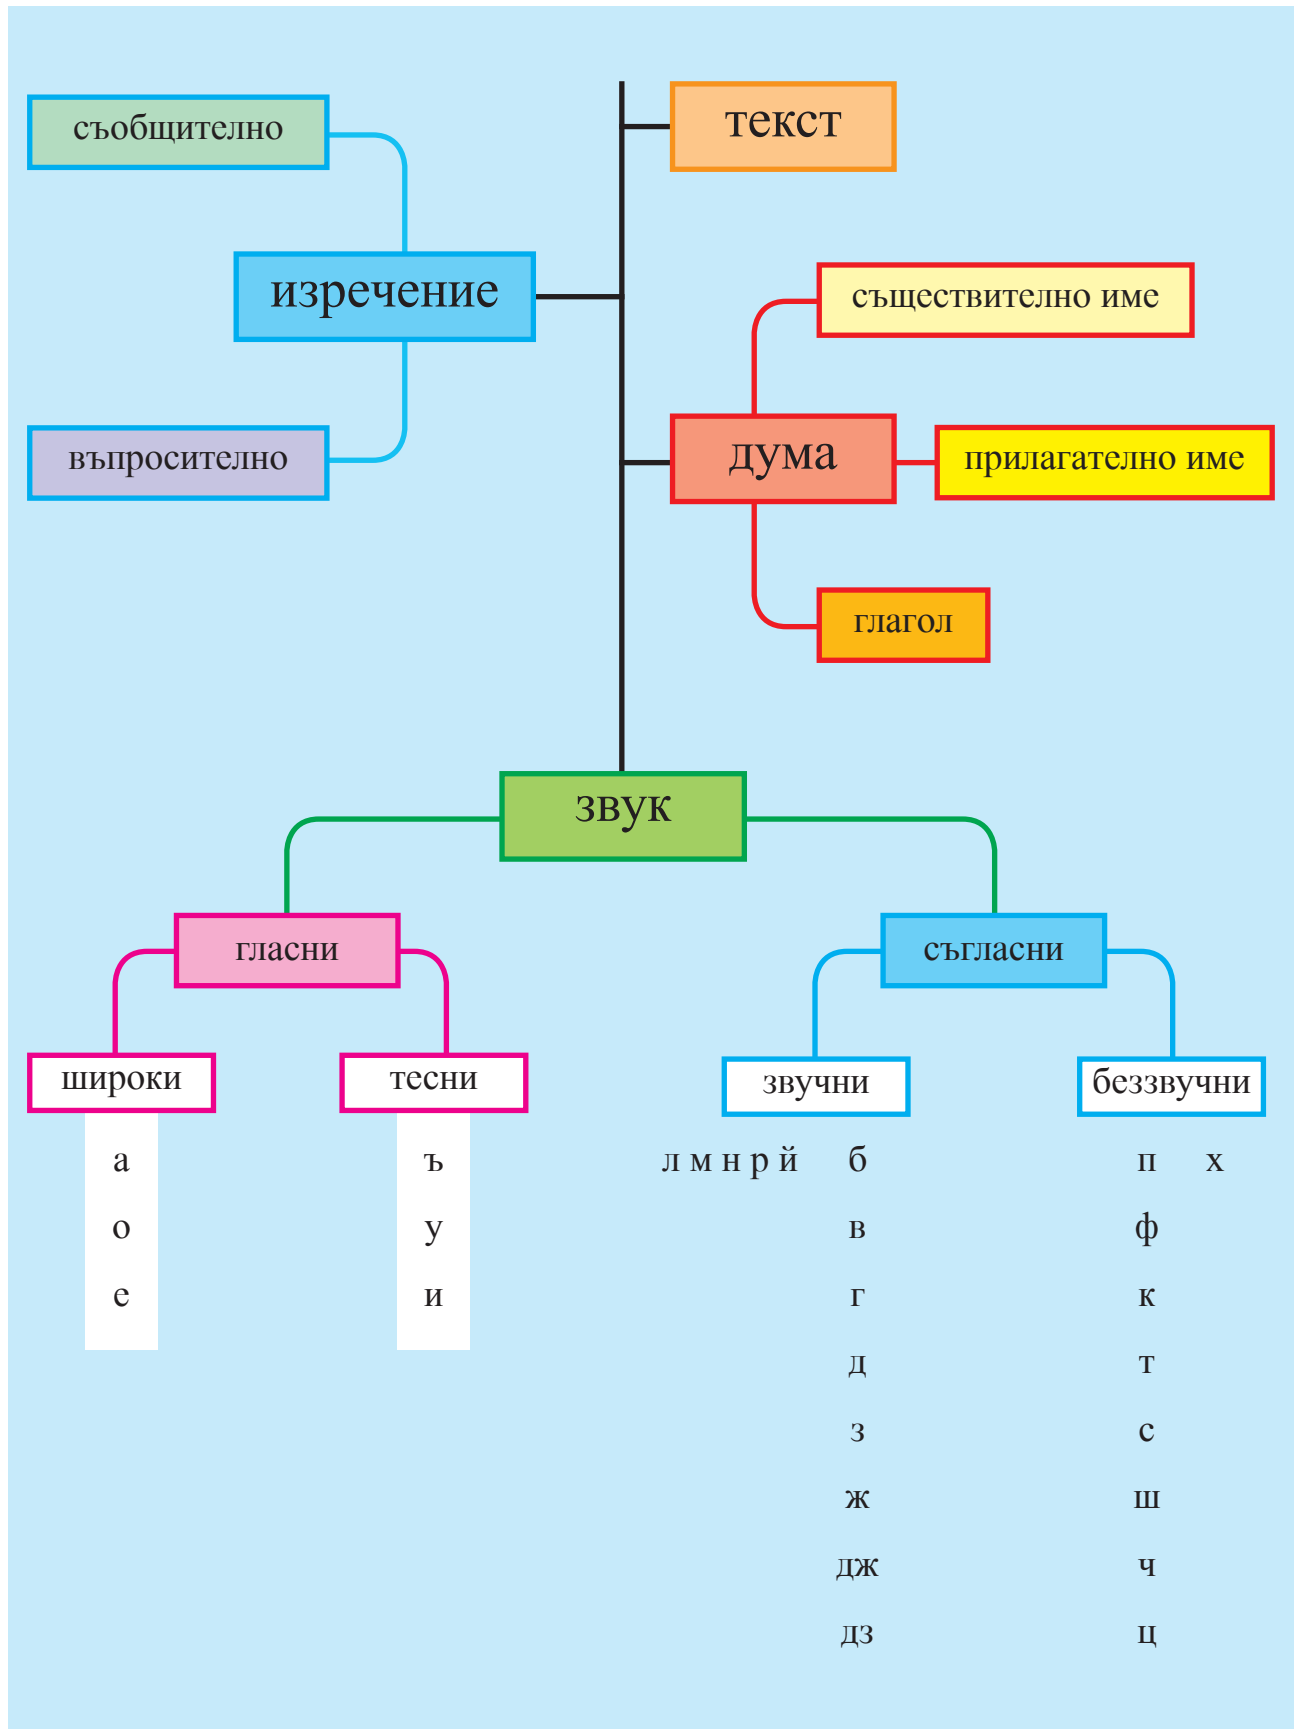 текст
съобщително
изречение
въпросително
съществително име
дума
прилагателно име
глагол
звук
гласни
съгласни
широки
тесни
звучни
беззвучни
а
о
е
ъ
у
и
л м н р й б
в
г
д
з
ж
дж
дз
п х
ф
к
т
с
ш
ч
ц